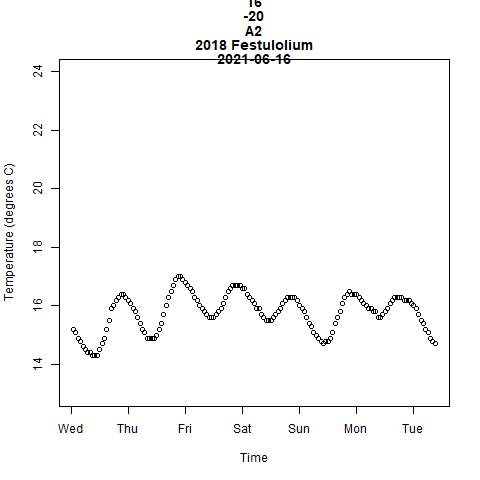 16
-20
A2
2018 Festulolium
2021-06-16
24
22
20
18
16
14
Temperature (degrees C)
Wed Thu Fri Sat Sun Mon Tue
Time